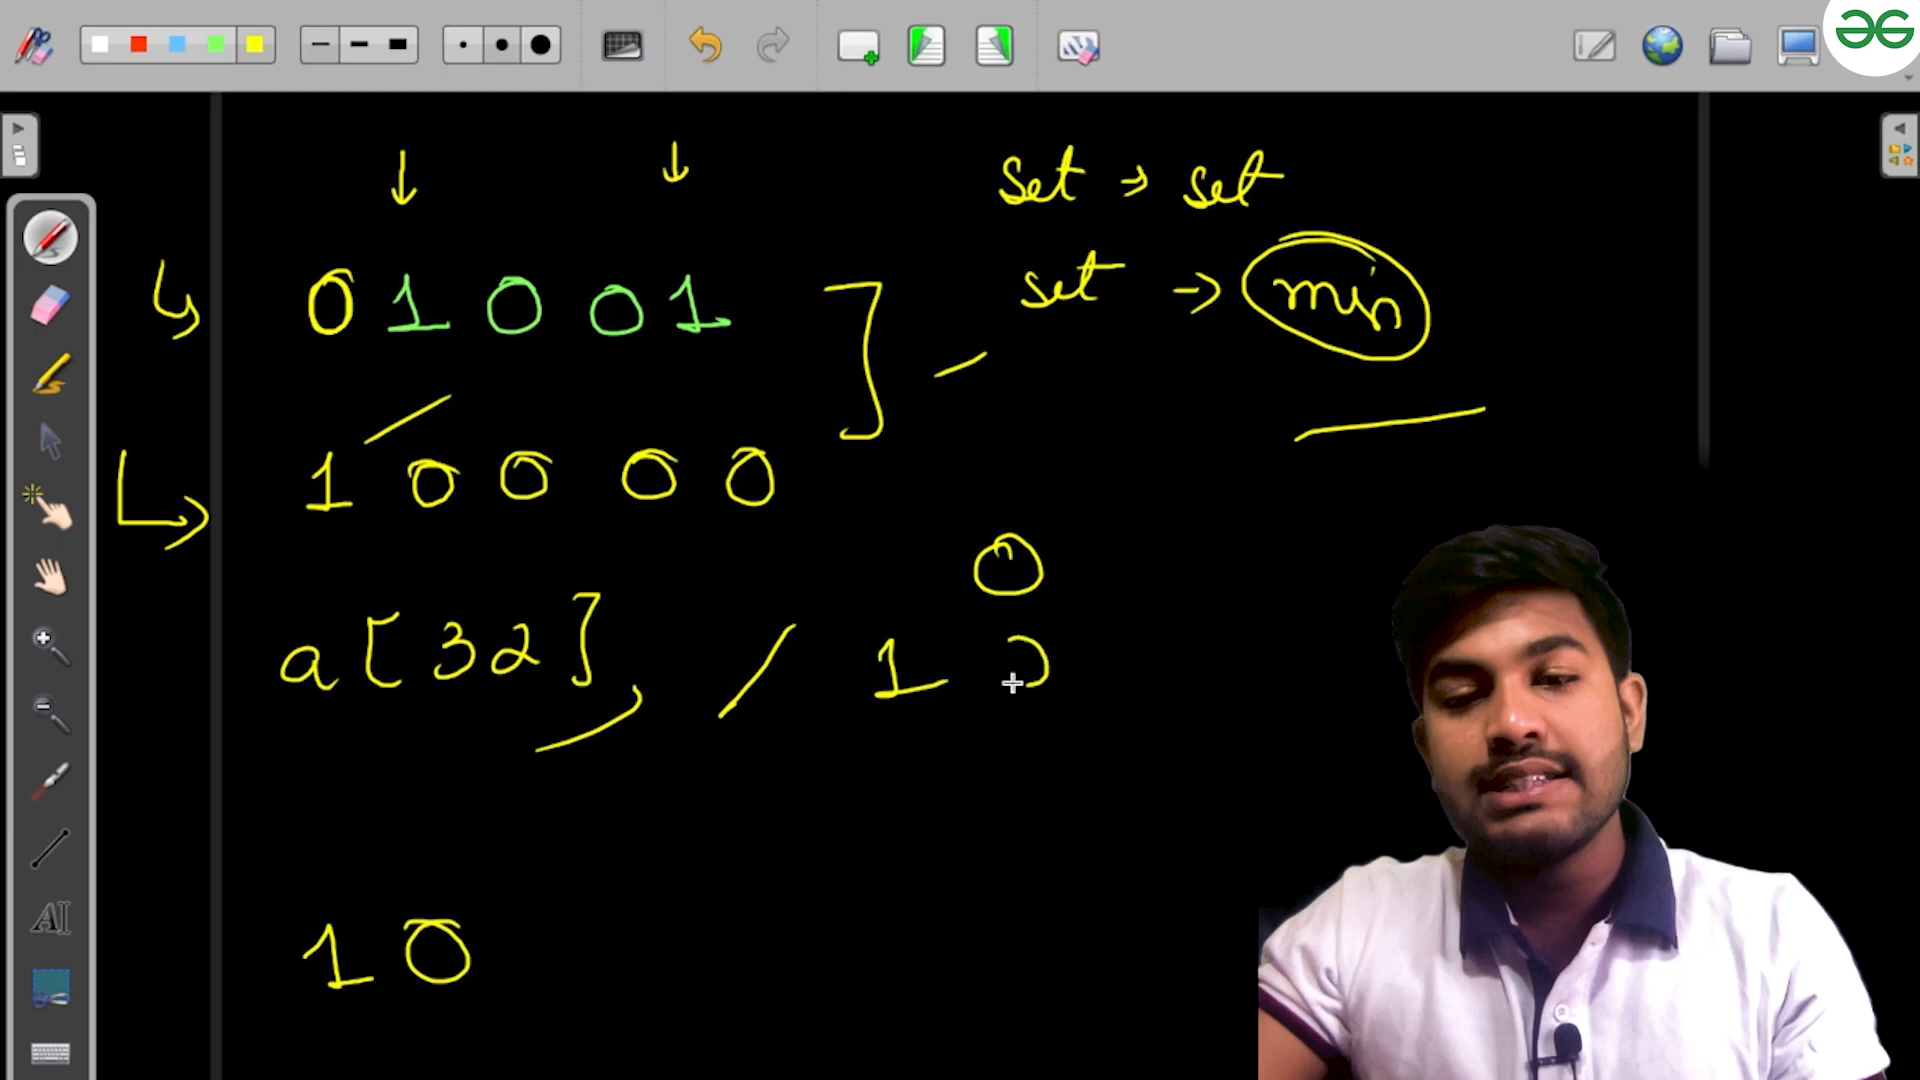 set → set
0 1 0 0 1
set → min
1 0 0 0 0
0
a[32], / 1
1 0
AI